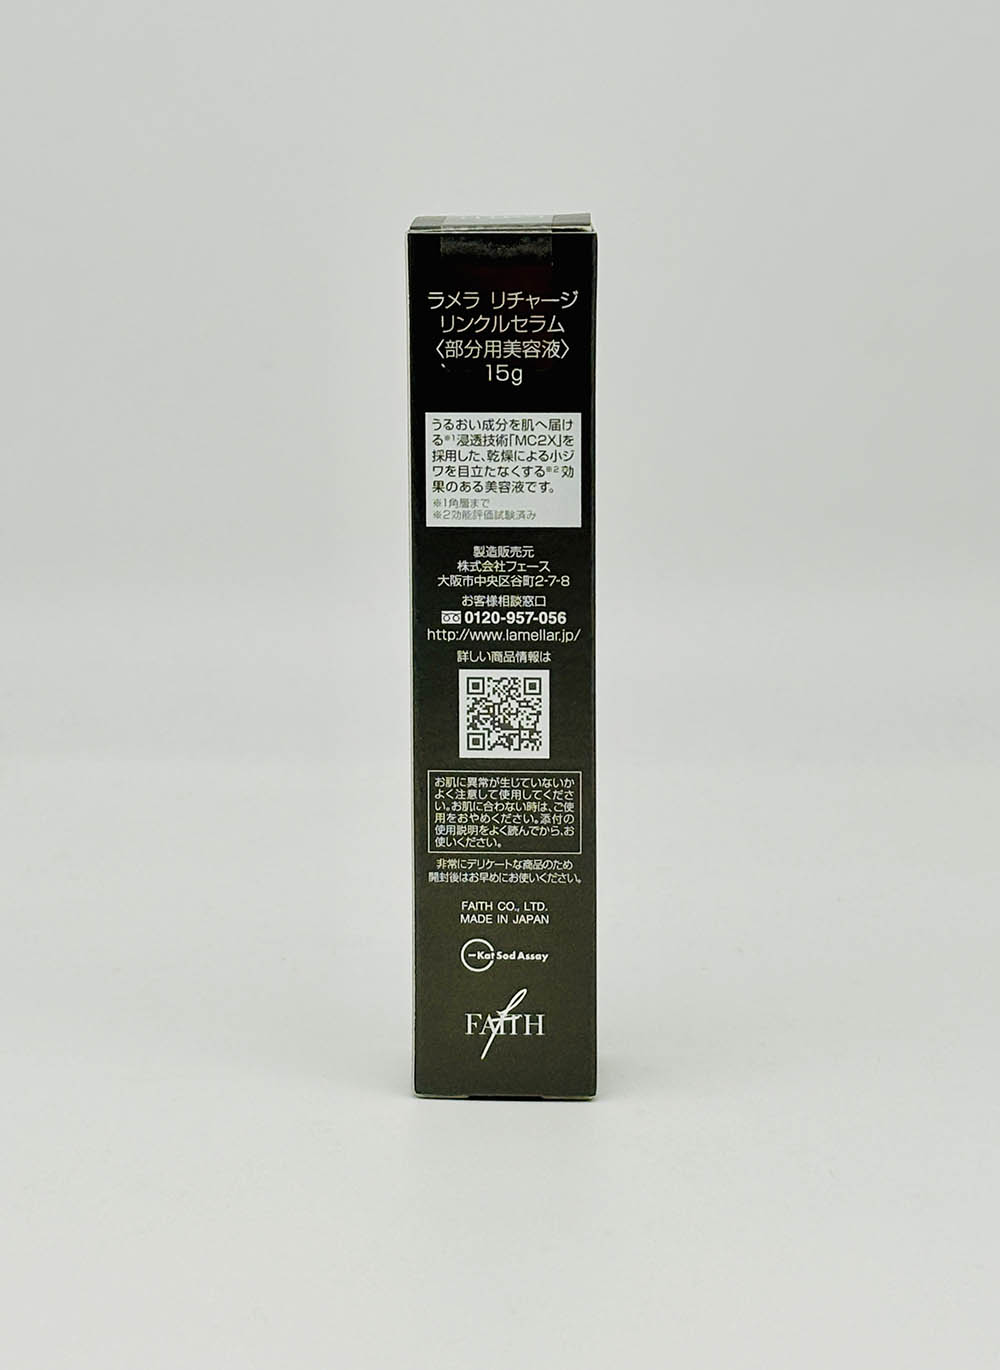 ラメラ リチャージ
リンクルセラム
〈部分用美容液〉
15g
うるおい成分を肌へ届け
る※1浸透技術「MC2X」を
採用した、乾燥による小ジ
ワを目立たなくする※2効
果のある美容液です。
※1角層まで
※2効能評価試験済み
製造販売元
株式会社フェース
大阪市中央区谷町2-7-8
お客様相談窓口
0120-957-056
http://www.lamellar.jp/
詳しい商品情報は
お肌に異常が生じていないか
よく注意して使用してくださ
い。お肌に合わない時は、ご使
用をおやめください。添付の
使用説明をよく読んでから、お
使いください。
非常にデリケートな商品のため
開封後はお早めにお使いください。
FAITH CO., LTD.
MADE IN JAPAN
Kat Sod Assay
FAITH